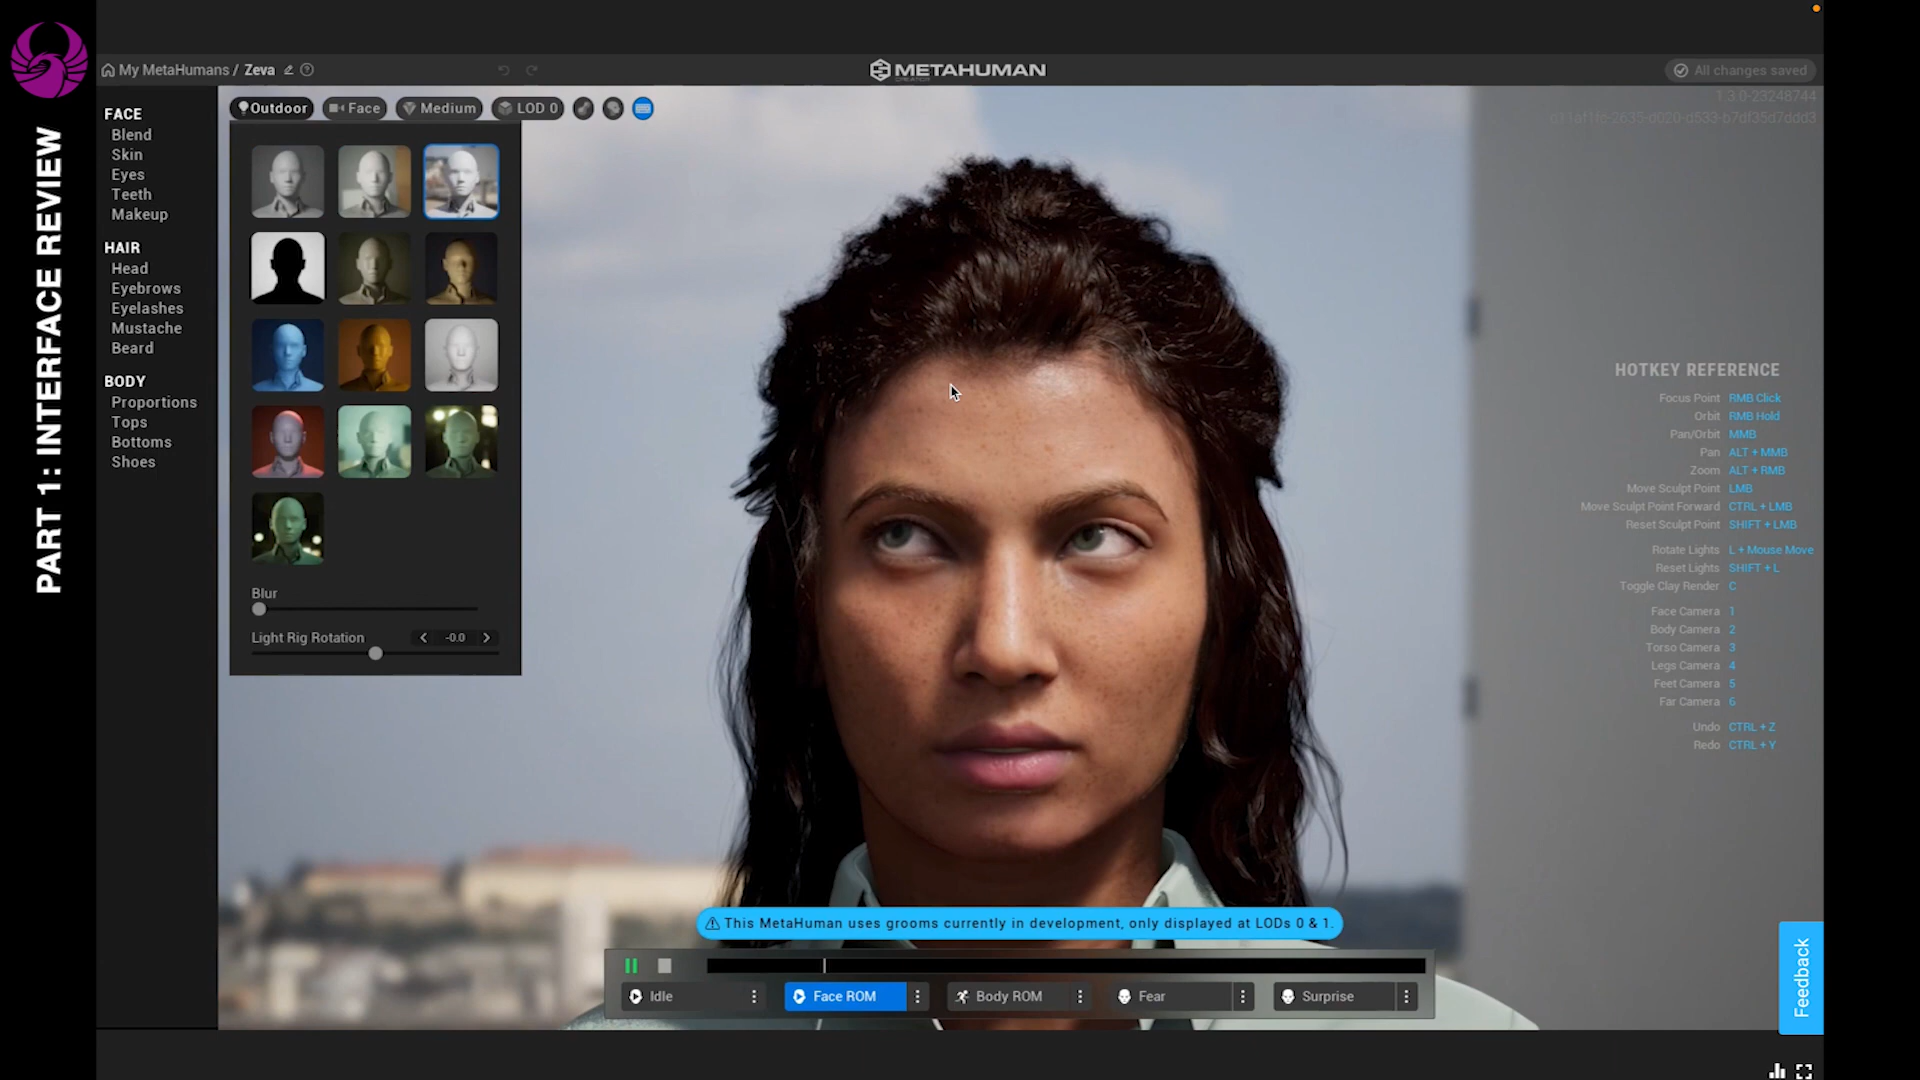 PART 1: INTERFACE REVIEW
My MetaHumans / Zeva
METAHUMAN
CREATOR
All changes saved
1.3.0-23248744
FACE
Blend
Skin
Eyes
Teeth
Makeup
HAIR
Head
Eyebrows
Eyelashes
Mustache
Beard
BODY
Proportions
Tops
Bottoms
Shoes
Outdoor
Face
Medium
LOD 0
Blur
Light Rig Rotation
-0.0
HOTKEY REFERENCE
Focus Point RMB Click
Orbit RMB Hold
Pan/Orbit MMB
Pan ALT + MMB
Zoom ALT + RMB
Move Sculpt Point LMB
Move Sculpt Point Forward CTRL + LMB
Reset Sculpt Point SHIFT + LMB
Rotate Lights L + Mouse Move
Reset Lights SHIFT + L
Toggle Clay Render C
Face Camera 1
Body Camera 2
Torso Camera 3
Legs Camera 4
Feet Camera 5
Far Camera 6
Undo CTRL + Z
Redo CTRL + Y
This MetaHuman uses grooms currently in development, only displayed at LODs 0 & 1.
Idle
Face ROM
Body ROM
Fear
Surprise
Feedback